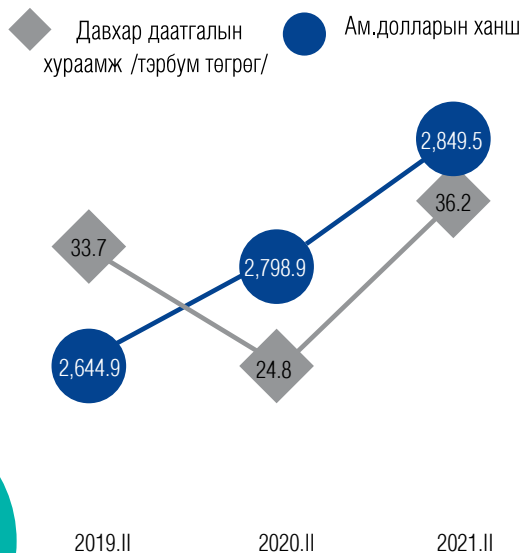 Давхар даатгалын
хураамж /тэрбум төгрөг/
Ам.долларын ханш
2,849.5
36.2
33.7
2,798.9
2,644.9
24.8
2019.II
2020.II
2021.II